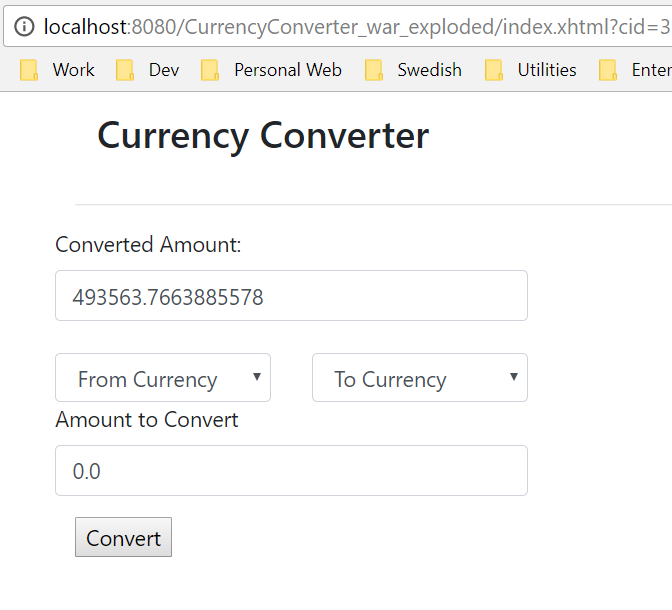 localhost:8080/CurrencyConverter_war_exploded/index.xhtml?cid=3
Work Dev Personal Web Swedish Utilities Enter
Currency Converter
Converted Amount:
493563.7663885578
From Currency To Currency
Amount to Convert
0.0
Convert